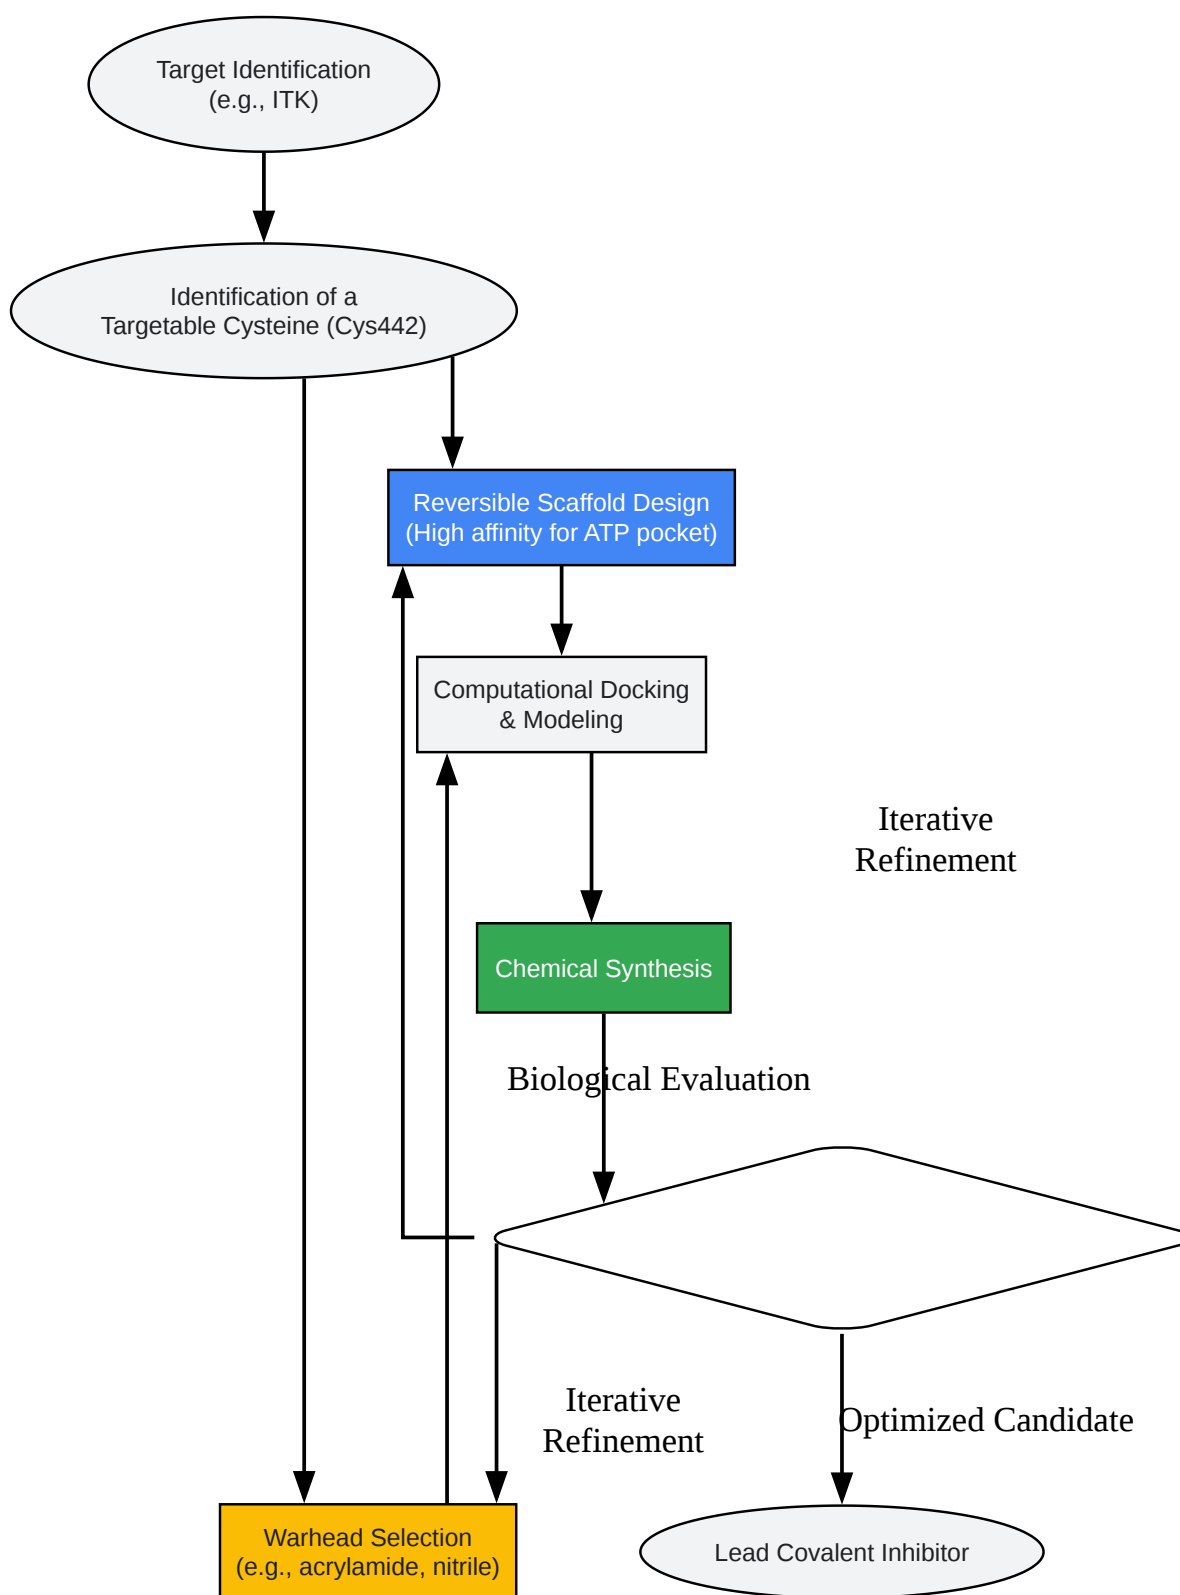 Target Identification
(e.g., ITK)
Identification of a
Targetable Cysteine (Cys442)
Reversible Scaffold Design
(High affinity for ATP pocket)
Computational Docking
& Modeling
Iterative
Refinement
Chemical Synthesis
Biological Evaluation
Iterative
Refinement
Optimized Candidate
Warhead Selection
(e.g., acrylamide, nitrile)
Lead Covalent Inhibitor